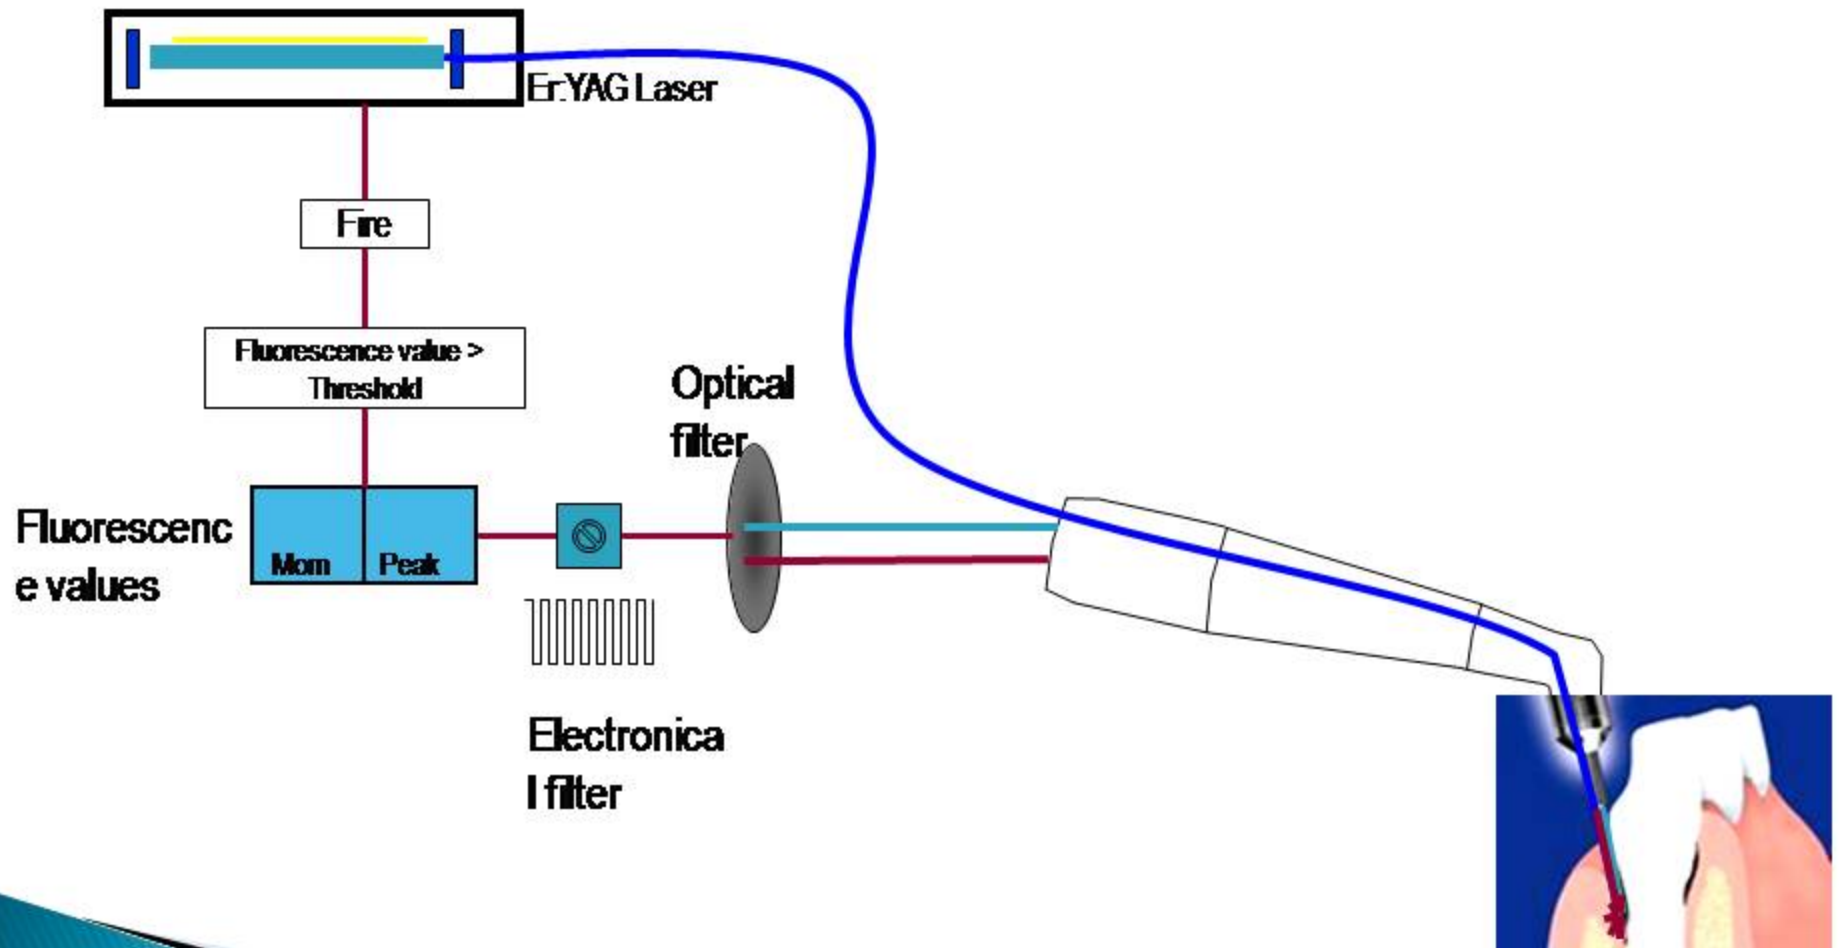 Er:YAG Laser
Fire
Fluorescence value >
Threshold
Optical
filter
Fluorescenc
e values
Mom
Peak
Electronica
l filter